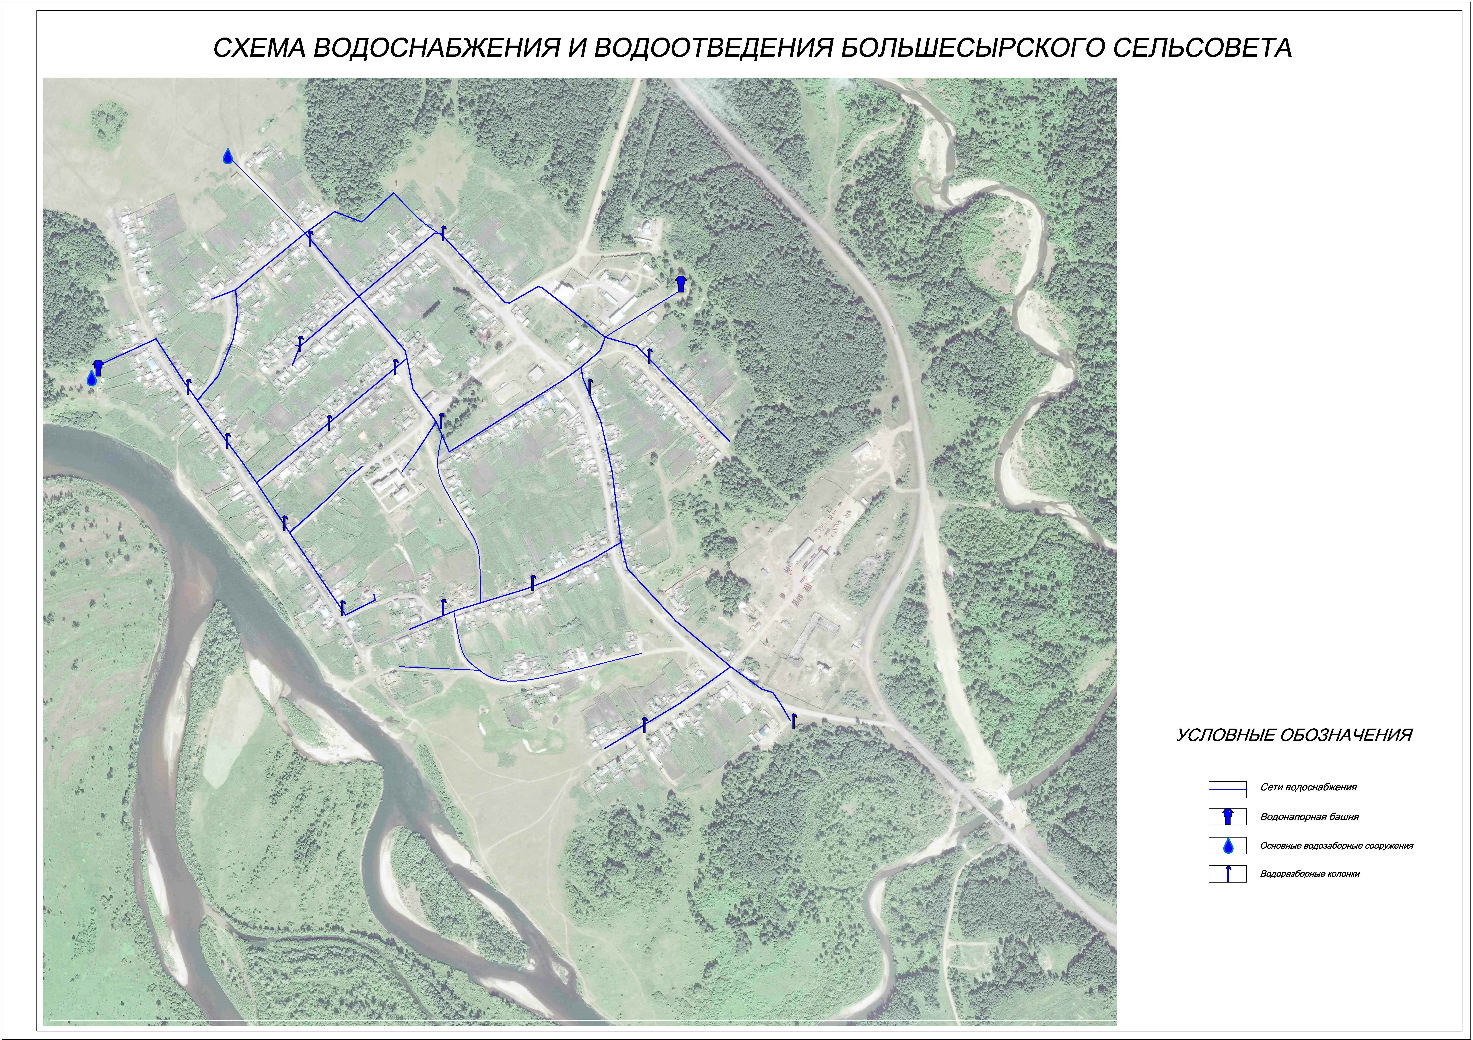 СХЕМА ВОДОСНАБЖЕНИЯ И ВОДООТВЕДЕНИЯ БОЛЬШЕСЫРСКОГО СЕЛЬСОВЕТА
УСЛОВНЫЕ ОБОЗНАЧЕНИЯ
Сети водоснабжения
Водонапорная башня
Основные водозаборные сооружения
Водоразборные колонки